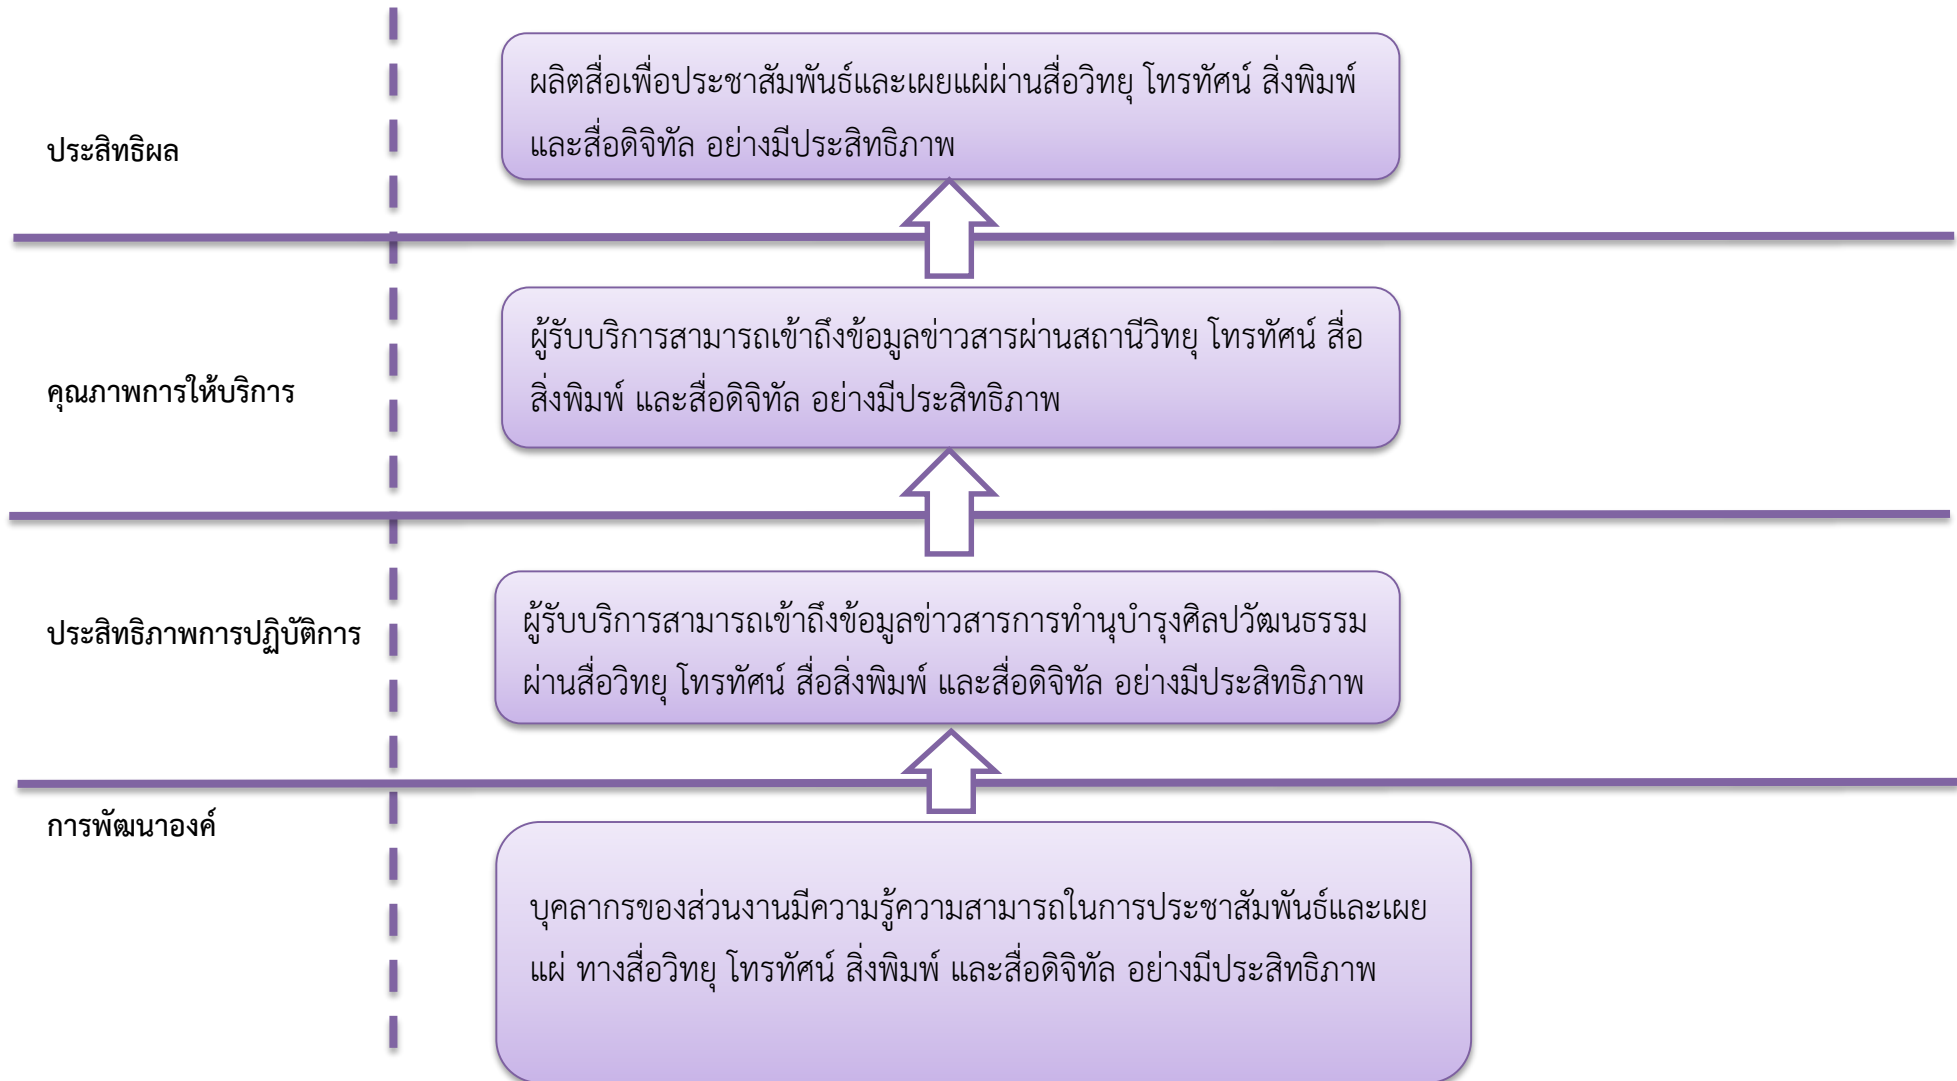 ผลิตสื่อเพื่อประชาสัมพันธ์และเผยแผ่ผ่านสื่อวิทยุ โทรทัศน์ สิ่งพิมพ์
และสื่อดิจิทัล อย่างมีประสิทธิภาพ
ประสิทธิผล
ผู้รับบริการสามารถเข้าถึงข้อมูลข่าวสารผ่านสถานีวิทยุ โทรทัศน์ สื่อ
สิ่งพิมพ์ และสื่อดิจิทัล อย่างมีประสิทธิภาพ
คุณภาพการให้บริการ
ผู้รับบริการสามารถเข้าถึงข้อมูลข่าวสารการทำนุบำรุงศิลปวัฒนธรรม
ผ่านสื่อวิทยุ โทรทัศน์ สื่อสิ่งพิมพ์ และสื่อดิจิทัล อย่างมีประสิทธิภาพ
ประสิทธิภาพการปฏิบัติการ
การพัฒนาองค์
บุคลากรของส่วนงานมีความรู้ความสามารถในการประชาสัมพันธ์และเผย
แผ่ ทางสื่อวิทยุ โทรทัศน์ สิ่งพิมพ์ และสื่อดิจิทัล อย่างมีประสิทธิภาพ